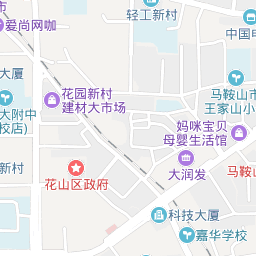 轻工新村
爱尚网咖
中国
大厦
花园新村
建材大市场
马鞍山市
王家山小
大附中
校店)
妈咪宝贝
母婴生活馆
新村
花山区政府
大润发
马鞍山
科技大厦
嘉华学校